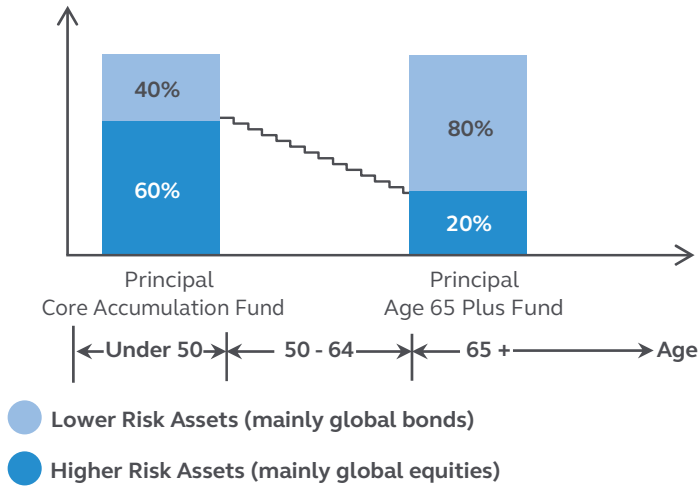 40%
60%
80%
20%
Principal
Core Accumulation Fund
Principal
Age 65 Plus Fund
Under 50
50 - 64
65 +
Age
Lower Risk Assets (mainly global bonds)
Higher Risk Assets (mainly global equities)